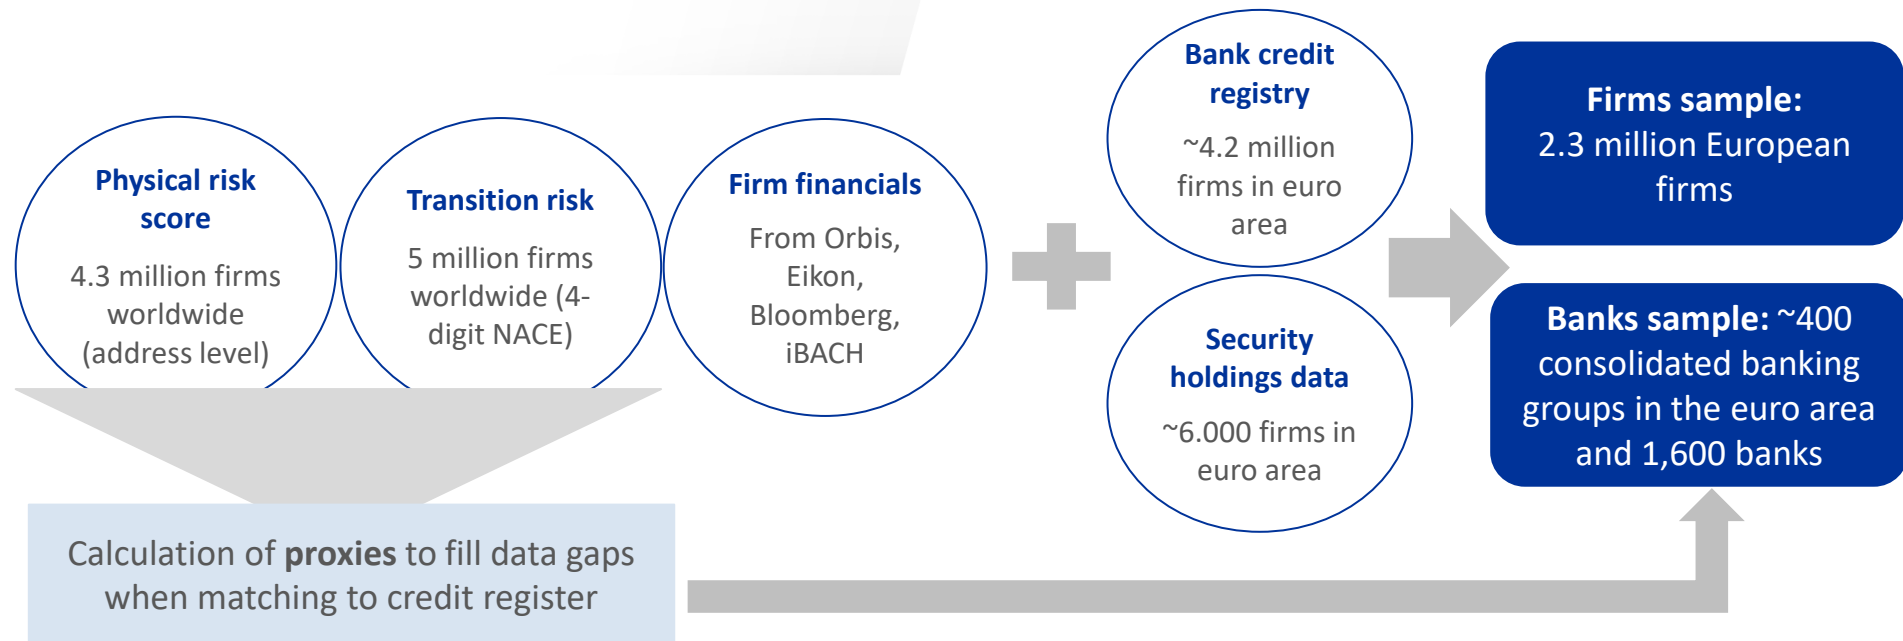 Physical risk
score
4.3 million firms
worldwide
(address level)
Transition risk
5 million firms
worldwide (4-
digit NACE)
Firm financials
From Orbis,
Eikon,
Bloomberg,
iBACH
Bank credit
registry
~4.2 million
firms in euro
area
Security
holdings data
~6.000 firms in
euro area
Firms sample:
2.3 million European
firms
Banks sample: ~400
consolidated banking
groups in the euro area
and 1,600 banks
Calculation of proxies to fill data gaps
when matching to credit register